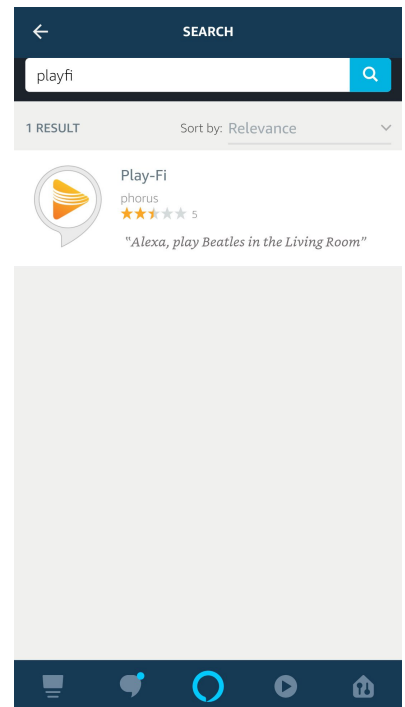 SEARCH
playfi
1 RESULT Sort by: Relevance
Play-Fi
phorus
5
"Alexa, play Beatles in the Living Room"